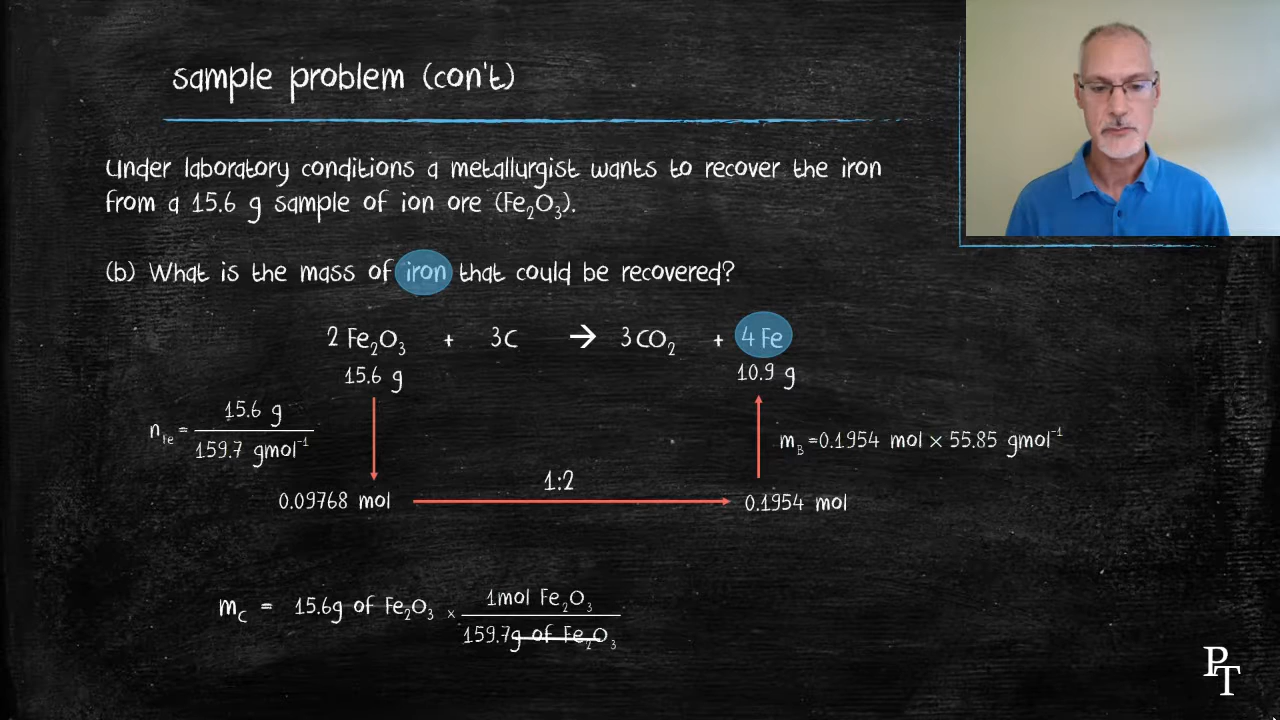 sample problem (con't)
Under laboratory conditions a metallurgist wants to recover the iron
from a 15.6 g sample of ion ore (Fe₂O₃).
(b) What is the mass of iron that could be recovered?
2 Fe₂O₃ + 3C → 3CO₂ + 4 Fe
15.6 g
10.9 g
n_Fe = 15.6 g / 159.7 gmol⁻¹
m_B =0.1954 mol × 55.85 gmol⁻¹
1:2
0.09768 mol
0.1954 mol
m_C = 15.6g of Fe₂O₃ × 1mol Fe₂O₃ / 159.7g of Fe₂O₃
PT